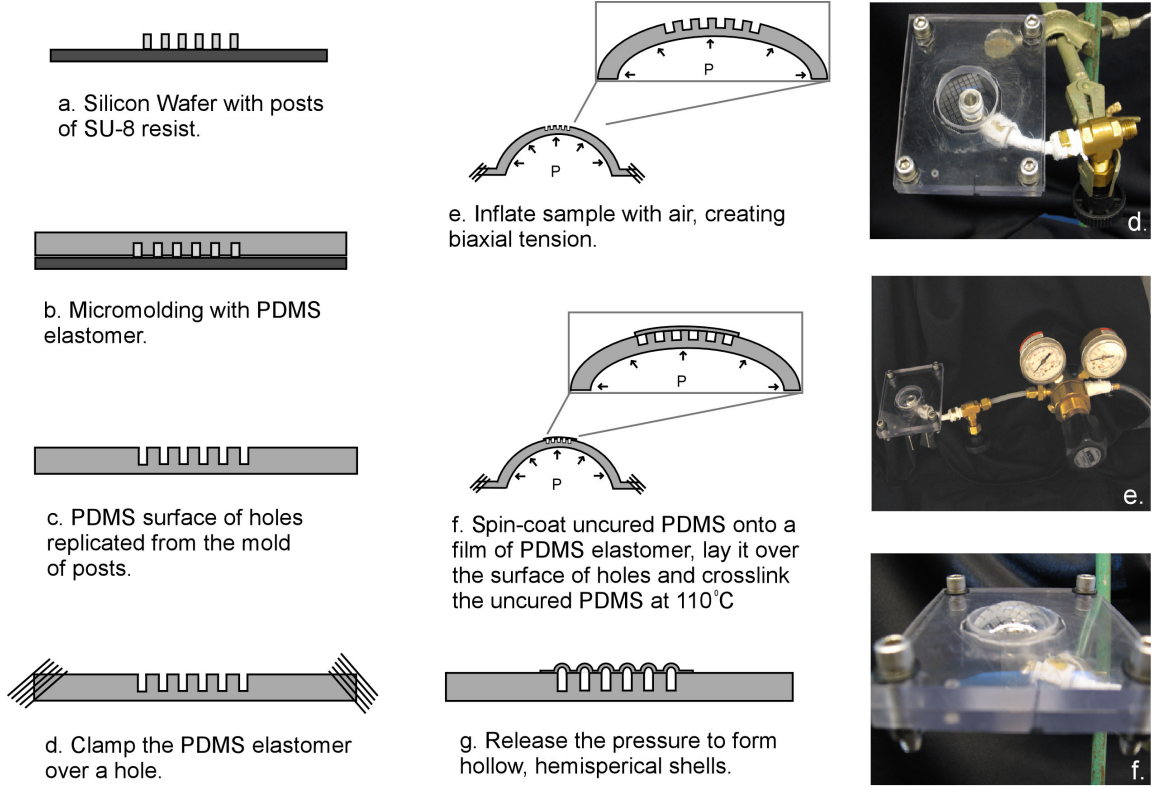 a. Silicon Wafer with posts
of SU-8 resist.
b. Micromolding with PDMS
elastomer.
c. PDMS surface of holes
replicated from the mold
of posts.
d. Clamp the PDMS elastomer
over a hole.
P
P
e. Inflate sample with air, creating
biaxial tension.
P
P
f. Spin-coat uncured PDMS onto a
film of PDMS elastomer, lay it over
the surface of holes and crosslink
the uncured PDMS at 110°C
g. Release the pressure to form
hollow, hemisperical shells.
d.
e.
f.